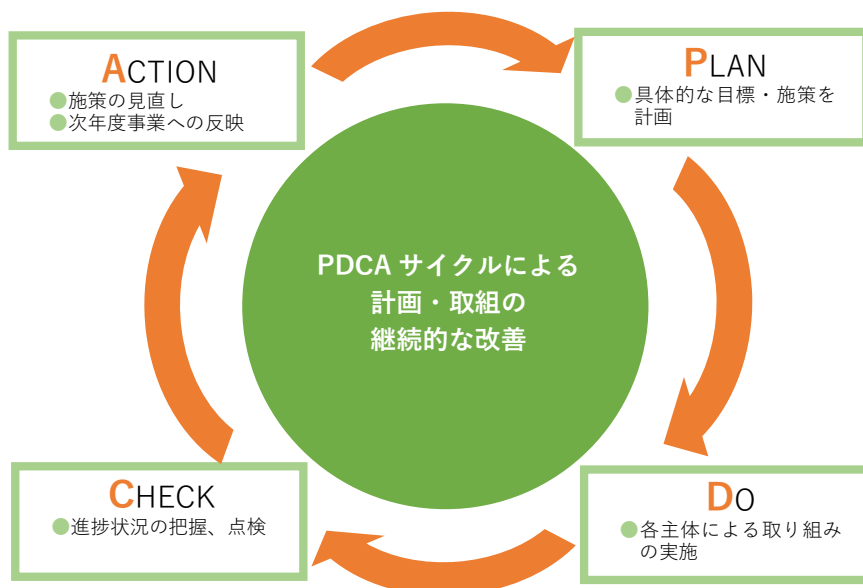 ACTION
●施策の見直し
●次年度事業への反映
PLAN
●具体的な目標・施策を
計画
PDCA サイクルによる
計画・取組の
継続的な改善
CHECK
●進捗状況の把握、点検
DO
●各主体による取り組み
の実施